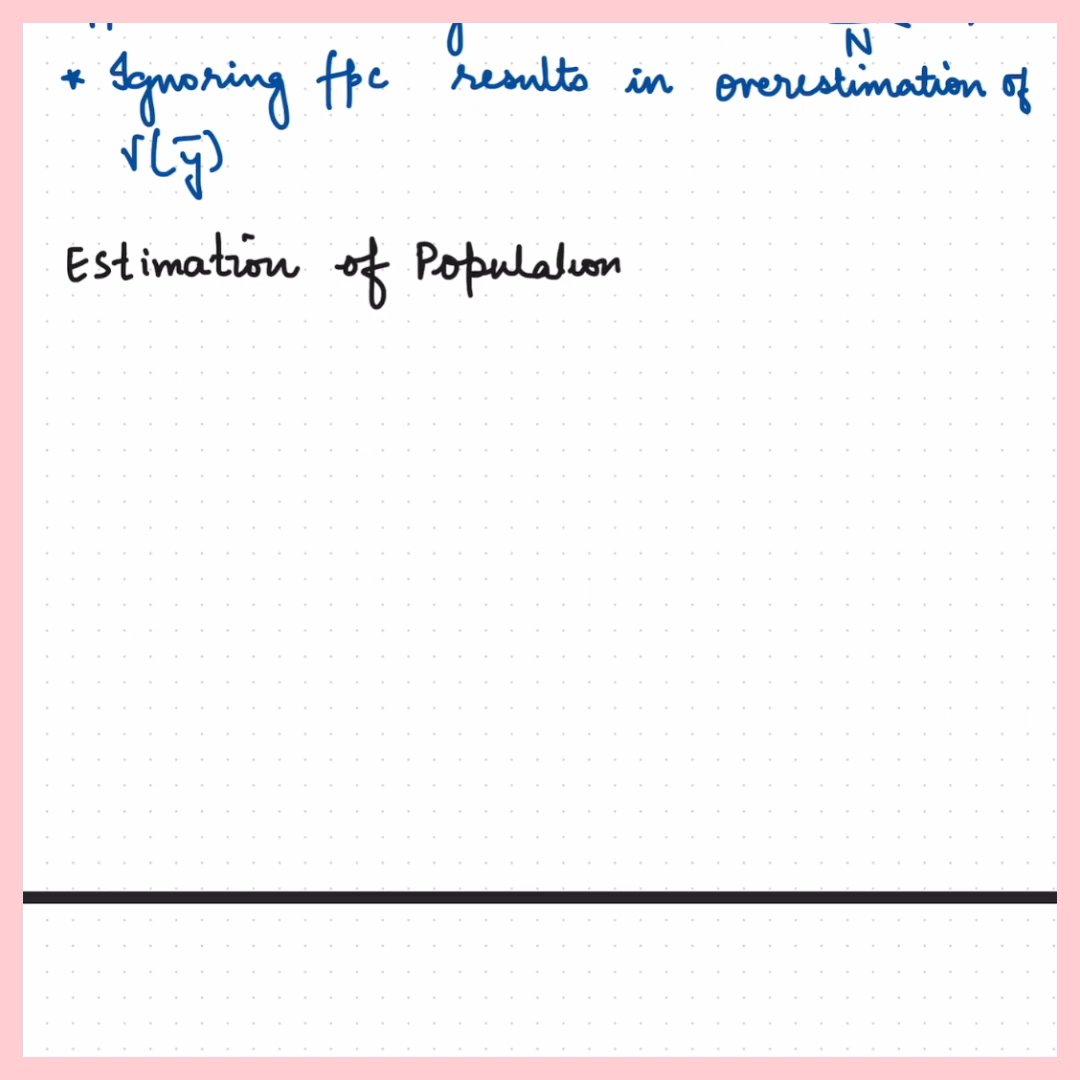 N
* Ignoring fpc results in overestimation of
V(ȳ)
Estimation of Population